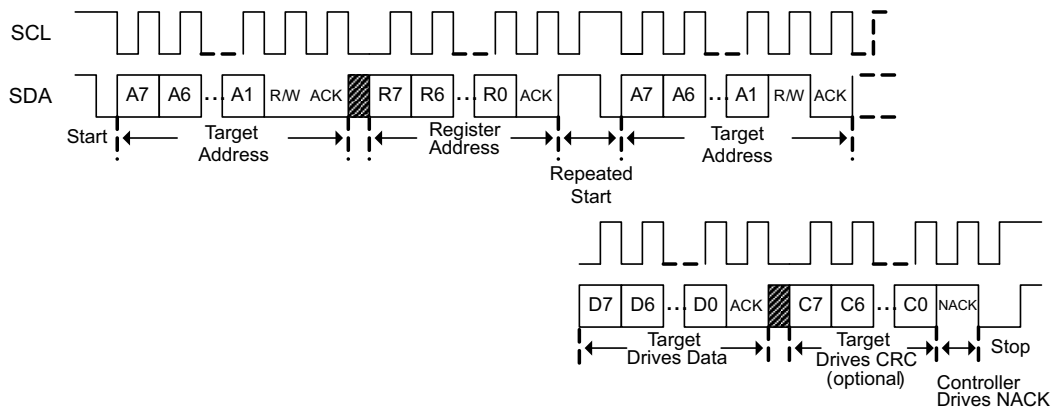 SCL
SDA
A7 A6 ... A1 R/W ACK R7 R6 ... R0 ACK A7 A6 ... A1 R/W ACK
Start
Target
Address
Register
Address
Repeated
Start
Target
Address
D7 D6 ... D0 ACK C7 C6 ... C0 NACK
Target
Drives Data
Target
Drives CRC
(optional)
Stop
Controller
Drives NACK